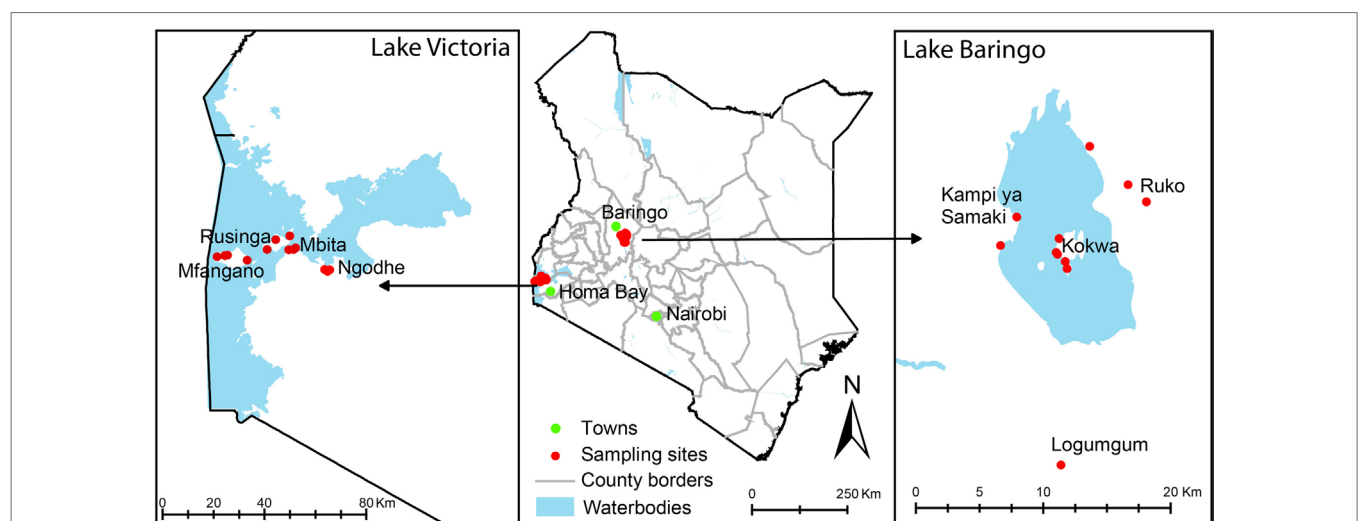 Lake Victoria
Rusinga
Mbita
Mfangano
Ngodhe
0 20 40 80 Km
Baringo
Homa Bay
Nairobi
N
Towns
Sampling sites
County borders
Waterbodies
0 250 Km
Lake Baringo
Kampi ya
Samaki
Ruko
Kokwa
Logumgum
0 5 10 20 Km